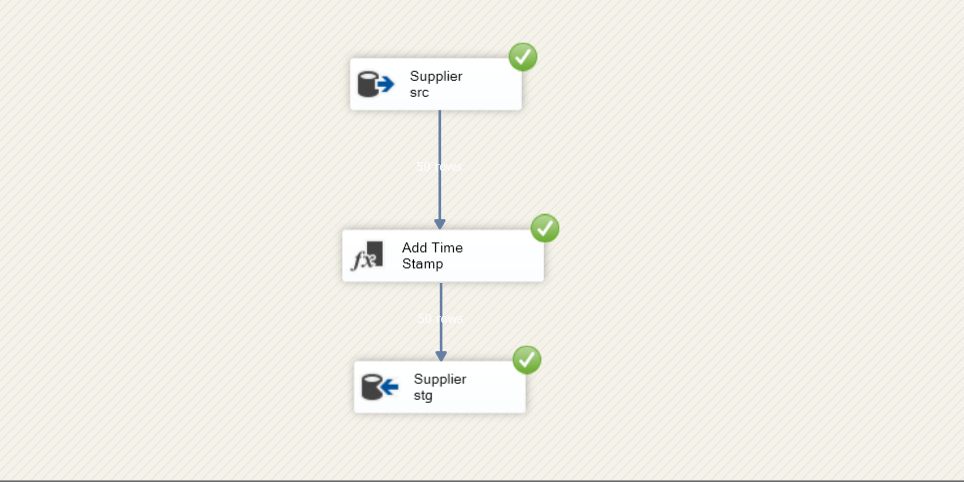 Supplier
src
50 rows
Add Time
Stamp
50 rows
Supplier
stg